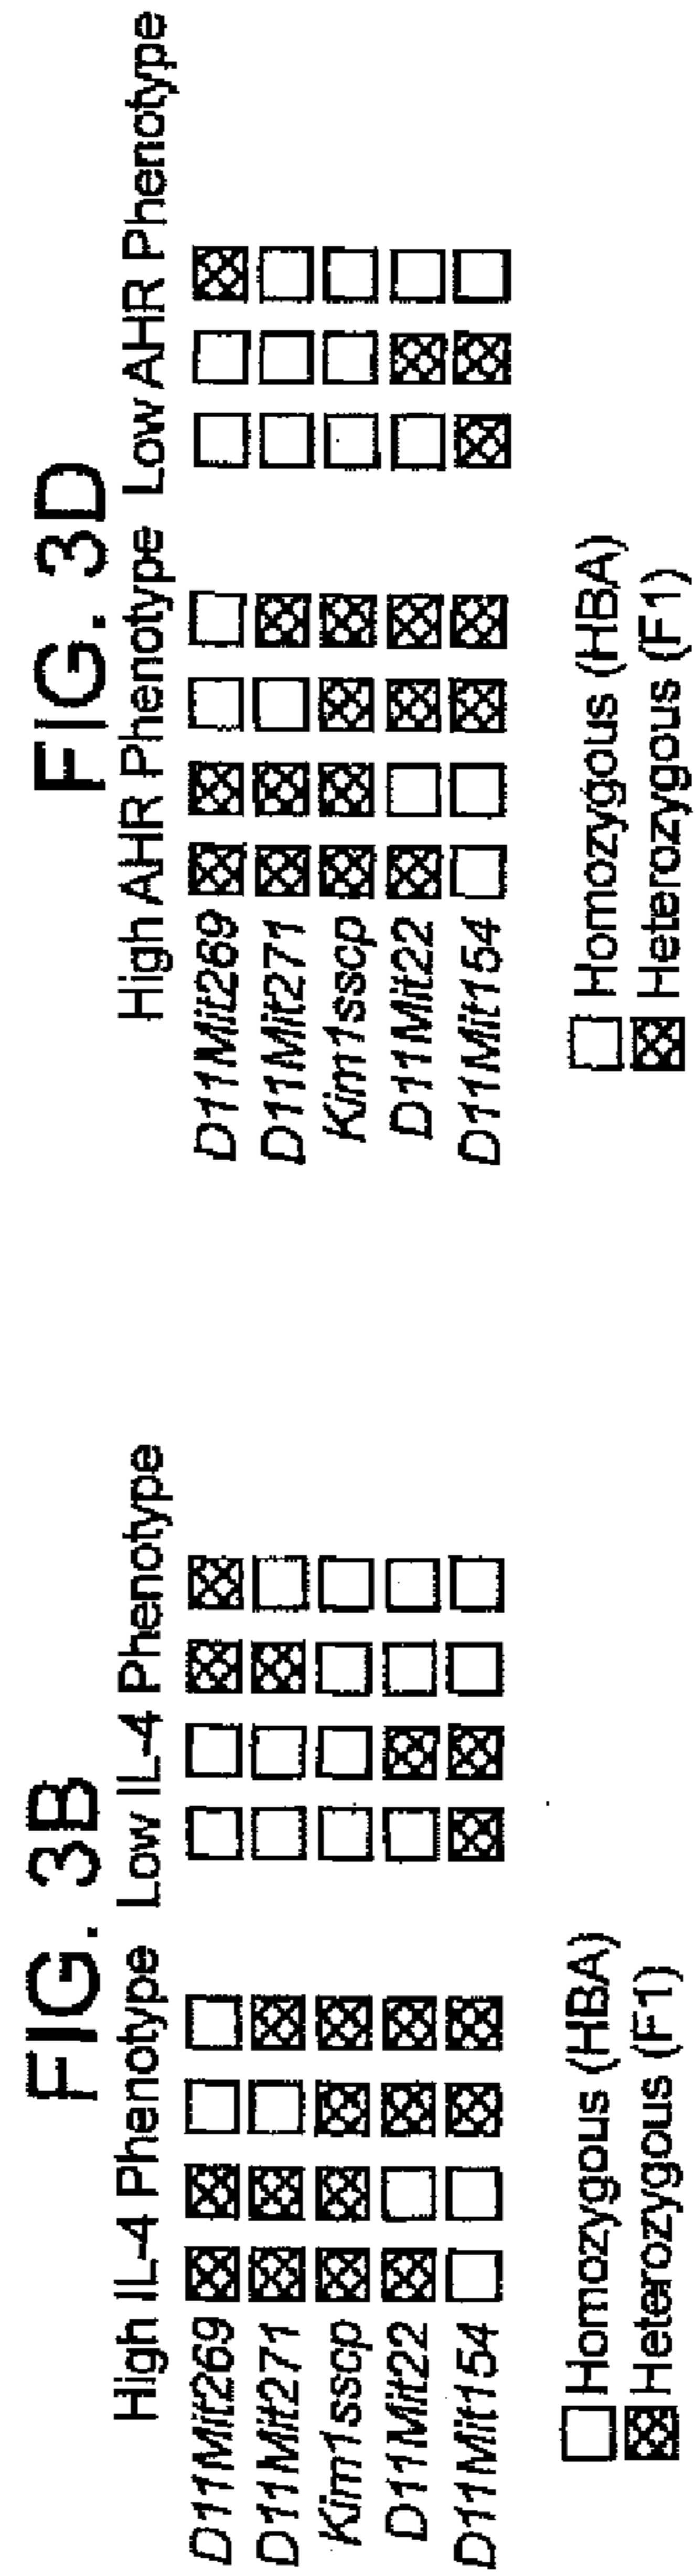 FIG. 3B
High IL-4 Phenotype Low IL-4 Phenotype
D11Mit269
D11Mit271
Kim1sscp
D11Mit22
D11Mit154
Homozygous (HBA)
Heterozygous (F1)
FIG. 3D
High AHR Phenotype Low AHR Phenotype
D11Mit269
D11Mit271
Kim1sscp
D11Mit22
D11Mit154
Homozygous (HBA)
Heterozygous (F1)